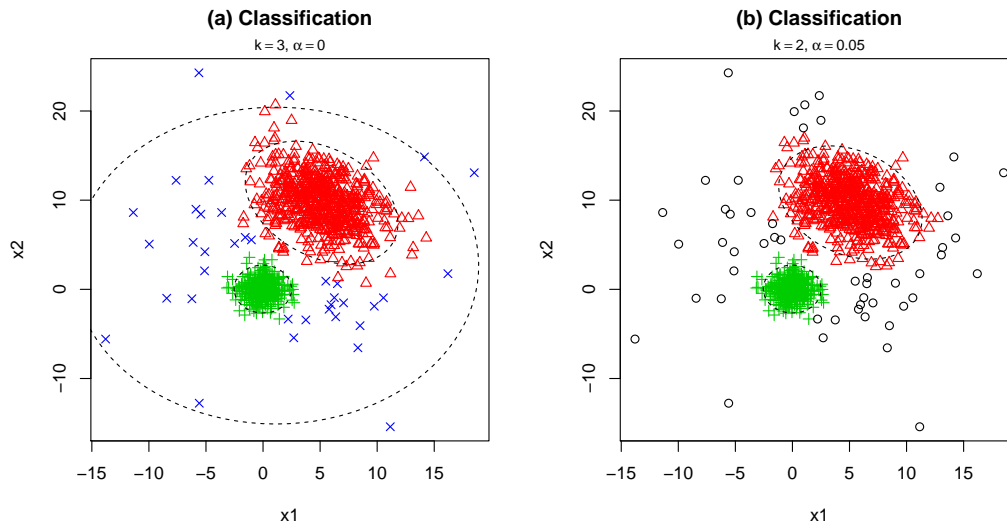 (a) Classification
k = 3, α = 0
x2
20
10
0
−10
−15 −10 −5 0 5 10 15
x1
(b) Classification
k = 2, α = 0.05
x2
20
10
0
−10
−15 −10 −5 0 5 10 15
x1